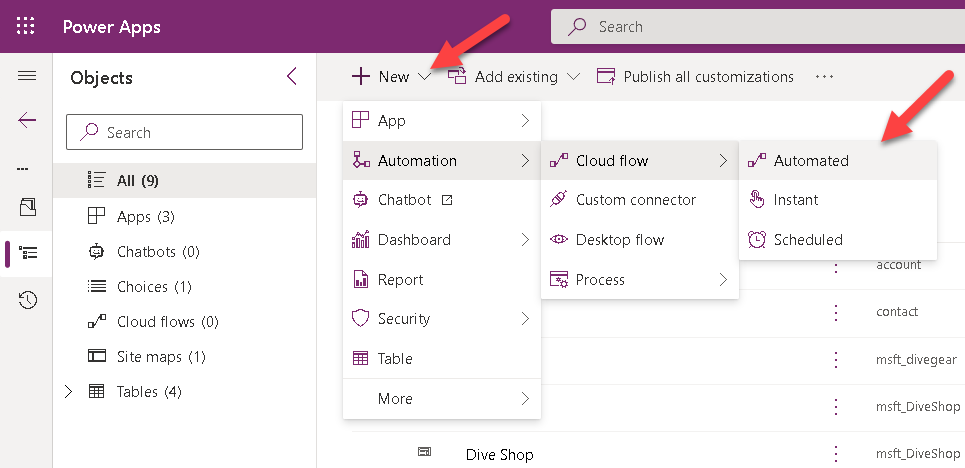 Power Apps
Search
Objects
Search
All (9)
Apps (3)
Chatbots (0)
Choices (1)
Cloud flows (0)
Site maps (1)
Tables (4)
New
Add existing
Publish all customizations
App
Automation
Chatbot
Dashboard
Report
Security
Table
More
Cloud flow
Custom connector
Desktop flow
Process
Automated
Instant
Scheduled
account
contact
msft_divegear
msft_DiveShop
Dive Shop
msft_DiveShop